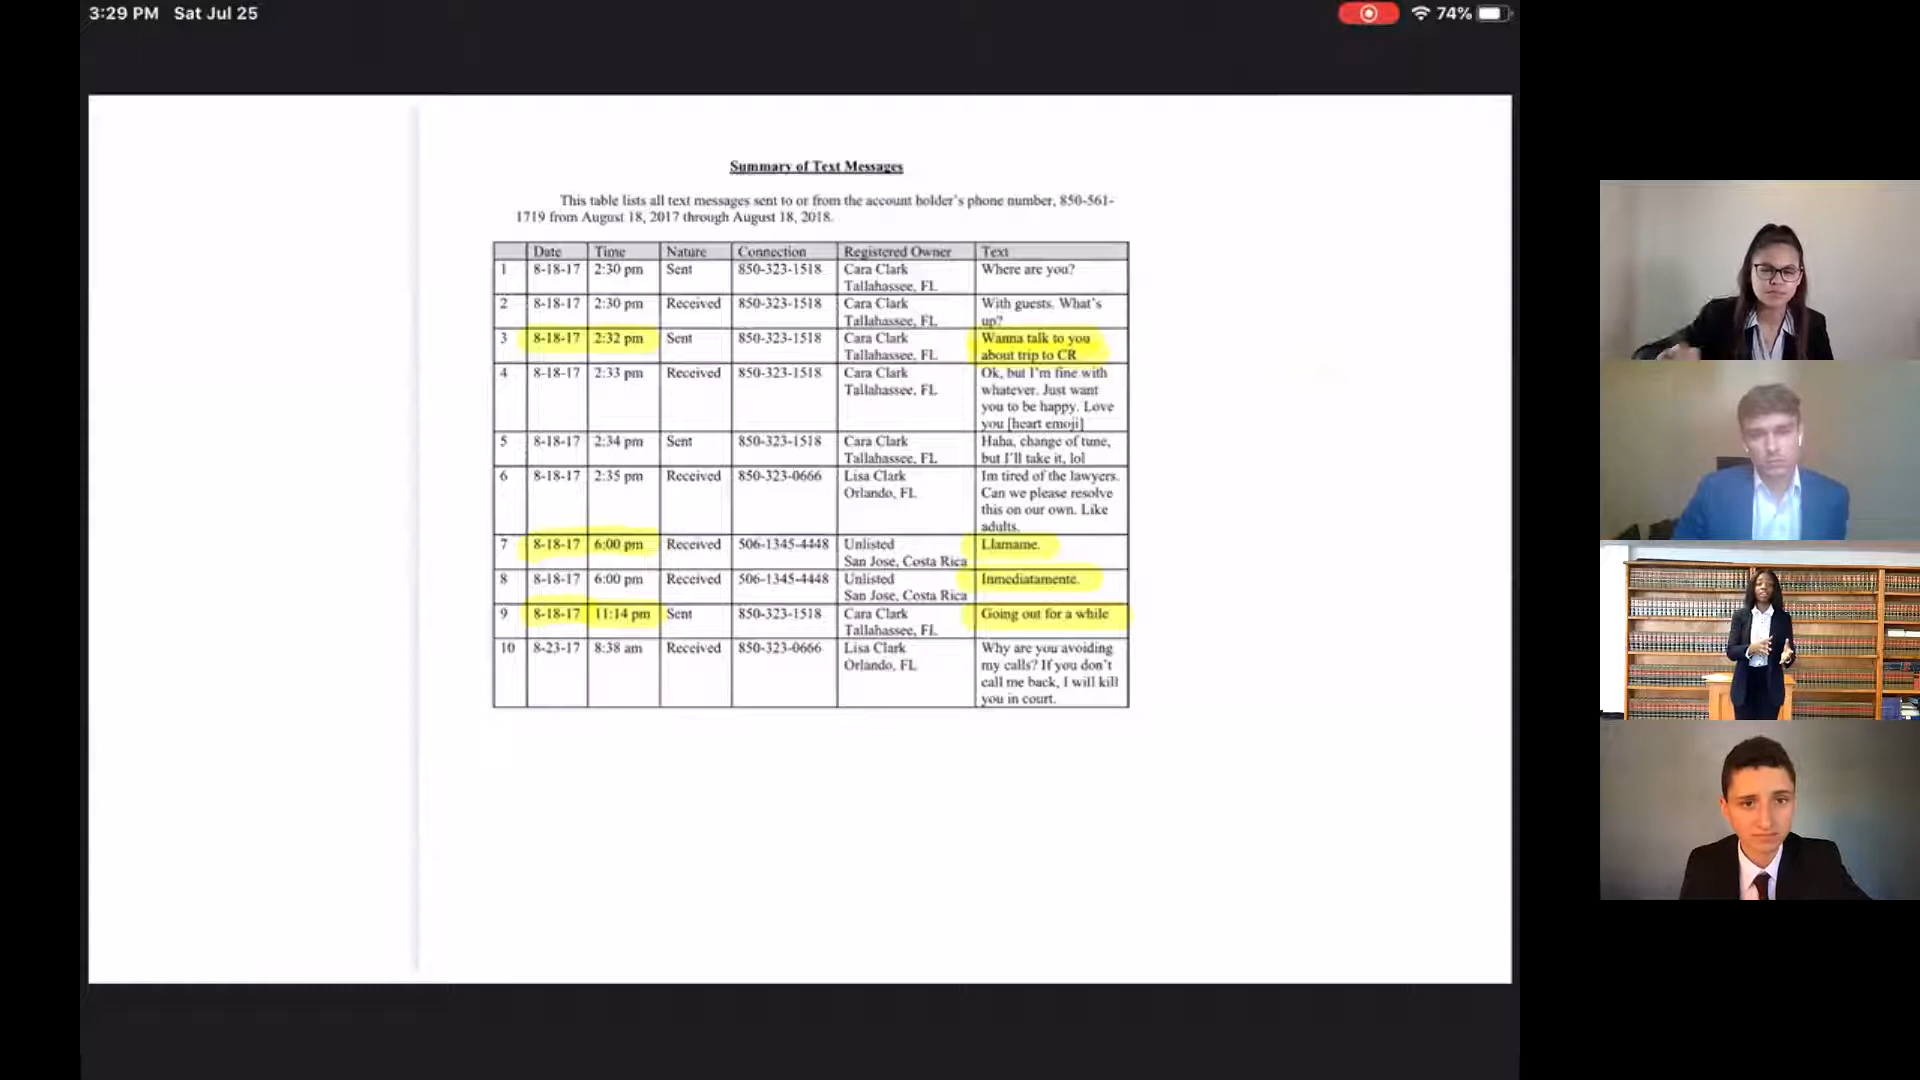 3:29 PM Sat Jul 25
74%
Summary of Text Messages
This table lists all text messages sent to or from the account holder's phone number, 850-561-
1719 from August 18, 2017 through August 18, 2018.
Date Time Nature Connection Registered Owner Text
1 8-18-17 2:30 pm Sent 850-323-1518 Cara Clark Where are you?
Tallahassee, FL
2 8-18-17 2:30 pm Received 850-323-1518 Cara Clark With guests. What's
Tallahassee, FL up?
3 8-18-17 2:32 pm Sent 850-323-1518 Cara Clark Wanna talk to you
Tallahassee, FL about trip to CR
4 8-18-17 2:33 pm Received 850-323-1518 Cara Clark Ok, but I'm fine with
Tallahassee, FL whatever. Just want
you to be happy. Love
you [heart emoji]
5 8-18-17 2:34 pm Sent 850-323-1518 Cara Clark Haha, change of tune,
Tallahassee, FL but I'll take it, lol
6 8-18-17 2:35 pm Received 850-323-0666 Lisa Clark Im tired of the lawyers.
Orlando, FL Can we please resolve
this on our own. Like
adults.
7 8-18-17 6:00 pm Received 506-1345-4448 Unlisted Llamame.
San Jose, Costa Rica
8 8-18-17 6:00 pm Received 506-1345-4448 Unlisted Inmediatamente.
San Jose, Costa Rica
9 8-18-17 11:14 pm Sent 850-323-1518 Cara Clark Going out for a while
Tallahassee, FL
10 8-23-17 8:38 am Received 850-323-0666 Lisa Clark Why are you avoiding
Orlando, FL my calls? If you don't
call me back, I will kill
you in court.